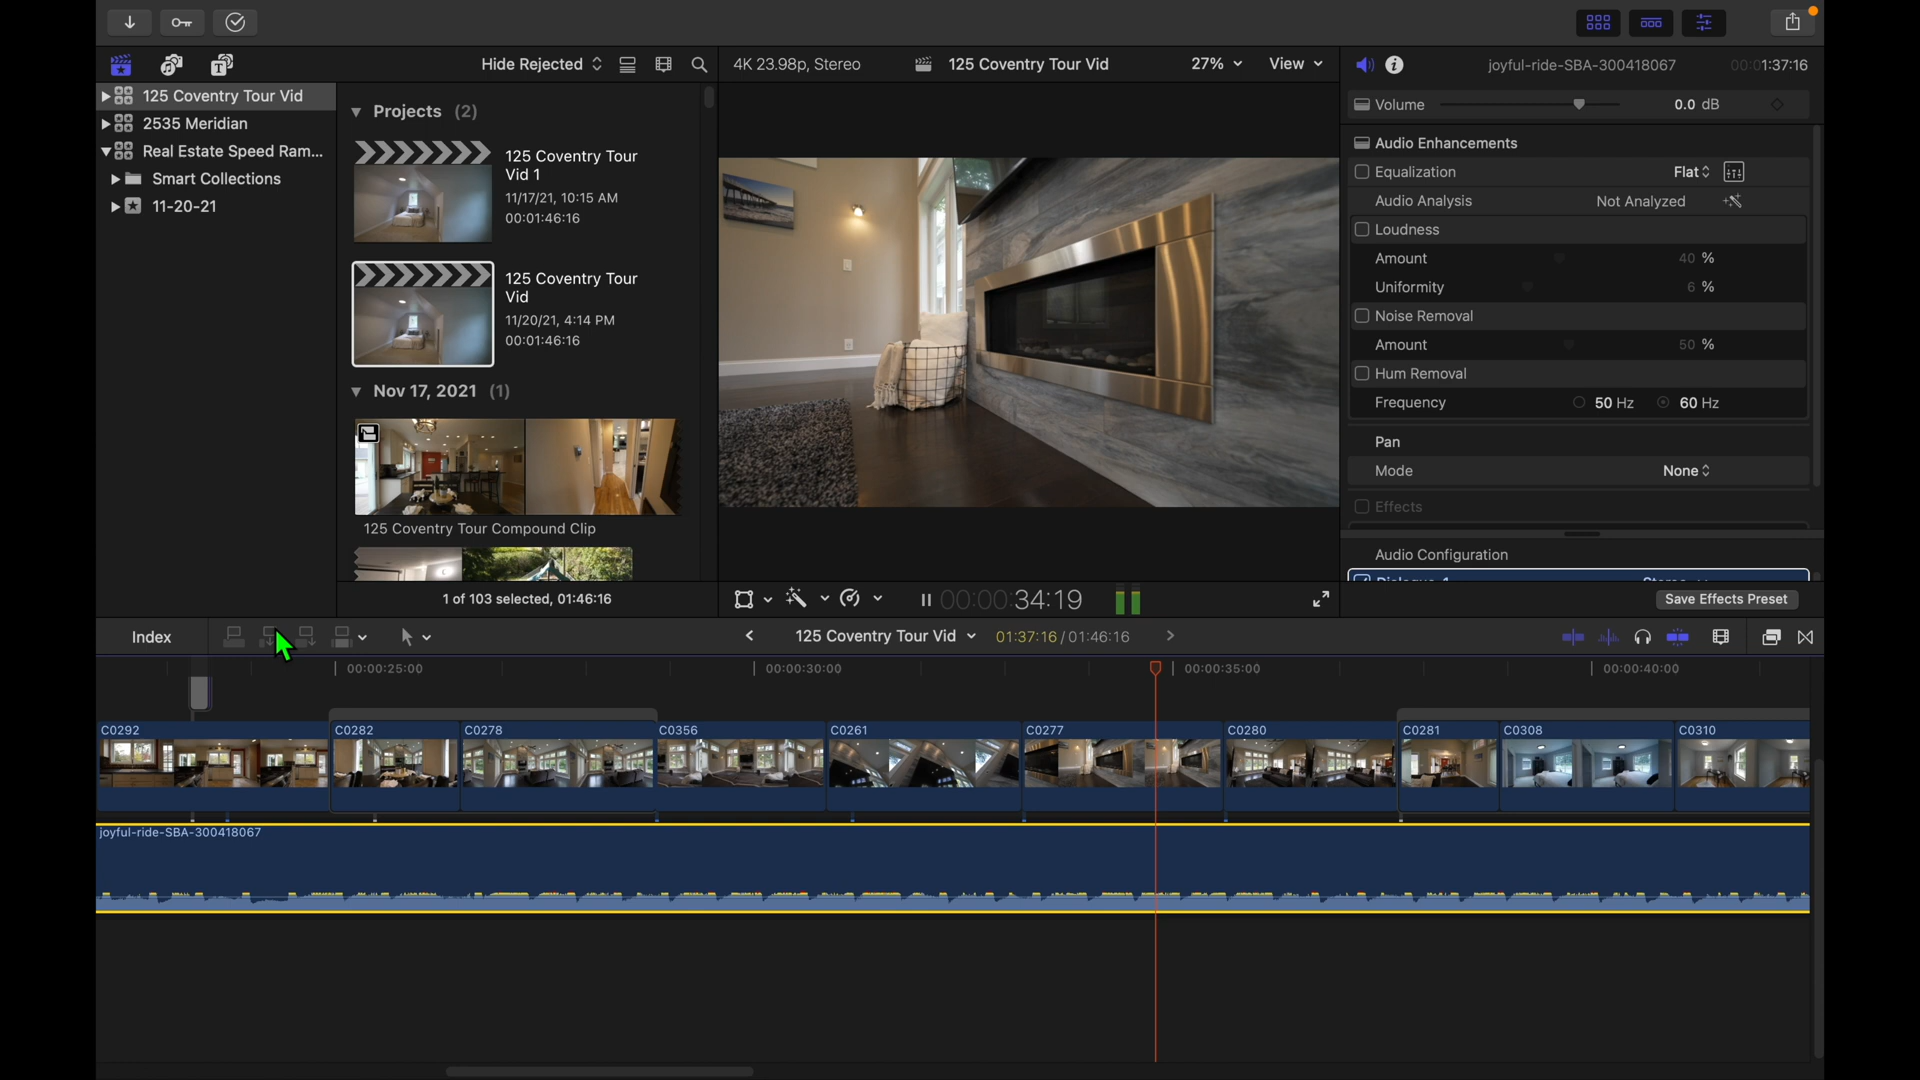 Hide Rejected
4K 23.98p, Stereo
125 Coventry Tour Vid
27%
View
joyful-ride-SBA-300418067
00:01:37:16
125 Coventry Tour Vid
2535 Meridian
Real Estate Speed Ram...
Smart Collections
11-20-21
Projects (2)
125 Coventry Tour
Vid 1
11/17/21, 10:15 AM
00:01:46:16
125 Coventry Tour
Vid
11/20/21, 4:14 PM
00:01:46:16
Nov 17, 2021 (1)
125 Coventry Tour Compound Clip
1 of 103 selected, 01:46:16
00:00:34:19
Volume 0.0 dB
Audio Enhancements
Equalization Flat
Audio Analysis Not Analyzed
Loudness
Amount 40 %
Uniformity 6 %
Noise Removal
Amount 50 %
Hum Removal
Frequency 50 Hz 60 Hz
Pan
Mode None
Effects
Audio Configuration
Save Effects Preset
Index
125 Coventry Tour Vid
01:37:16 / 01:46:16
00:00:25:00
00:00:30:00
00:00:35:00
00:00:40:00
C0292 C0282 C0278 C0356 C0261 C0277 C0280 C0281 C0308 C0310
joyful-ride-SBA-300418067